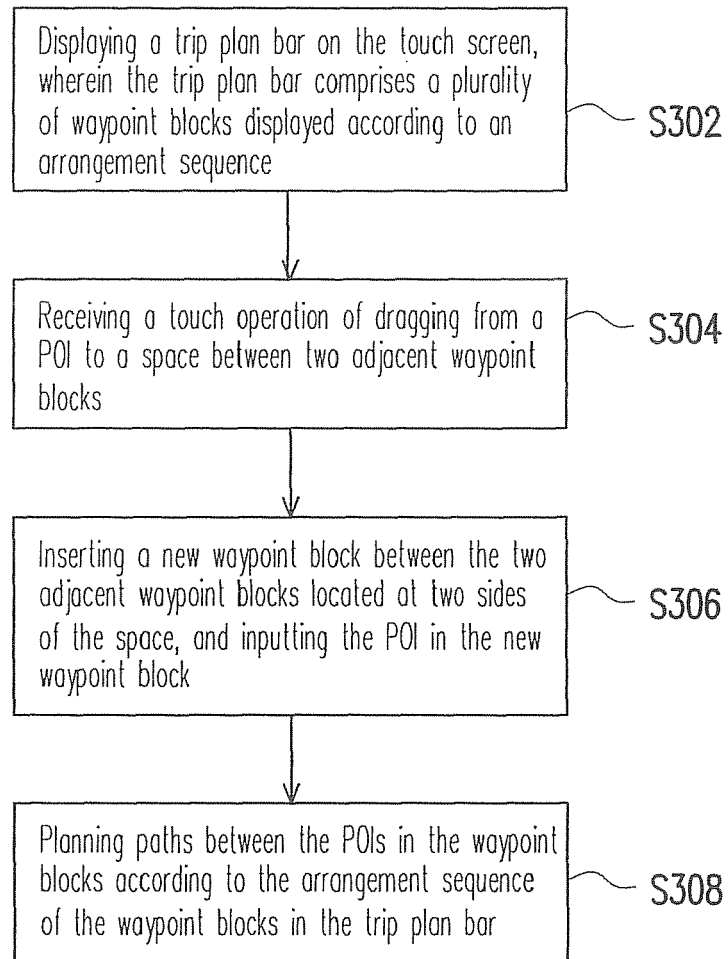 Displaying a trip plan bar on the touch screen,
wherein the trip plan bar comprises a plurality
of waypoint blocks displayed according to an
arrangement sequence
S302
Receiving a touch operation of dragging from a
POI to a space between two adjacent waypoint
blocks
S304
Inserting a new waypoint block between the two
adjacent waypoint blocks located at two sides
of the space, and inputting the POI in the new
waypoint block
S306
Planning paths between the POIs in the waypoint
blocks according to the arrangement sequence
of the waypoint blocks in the trip plan bar
S308